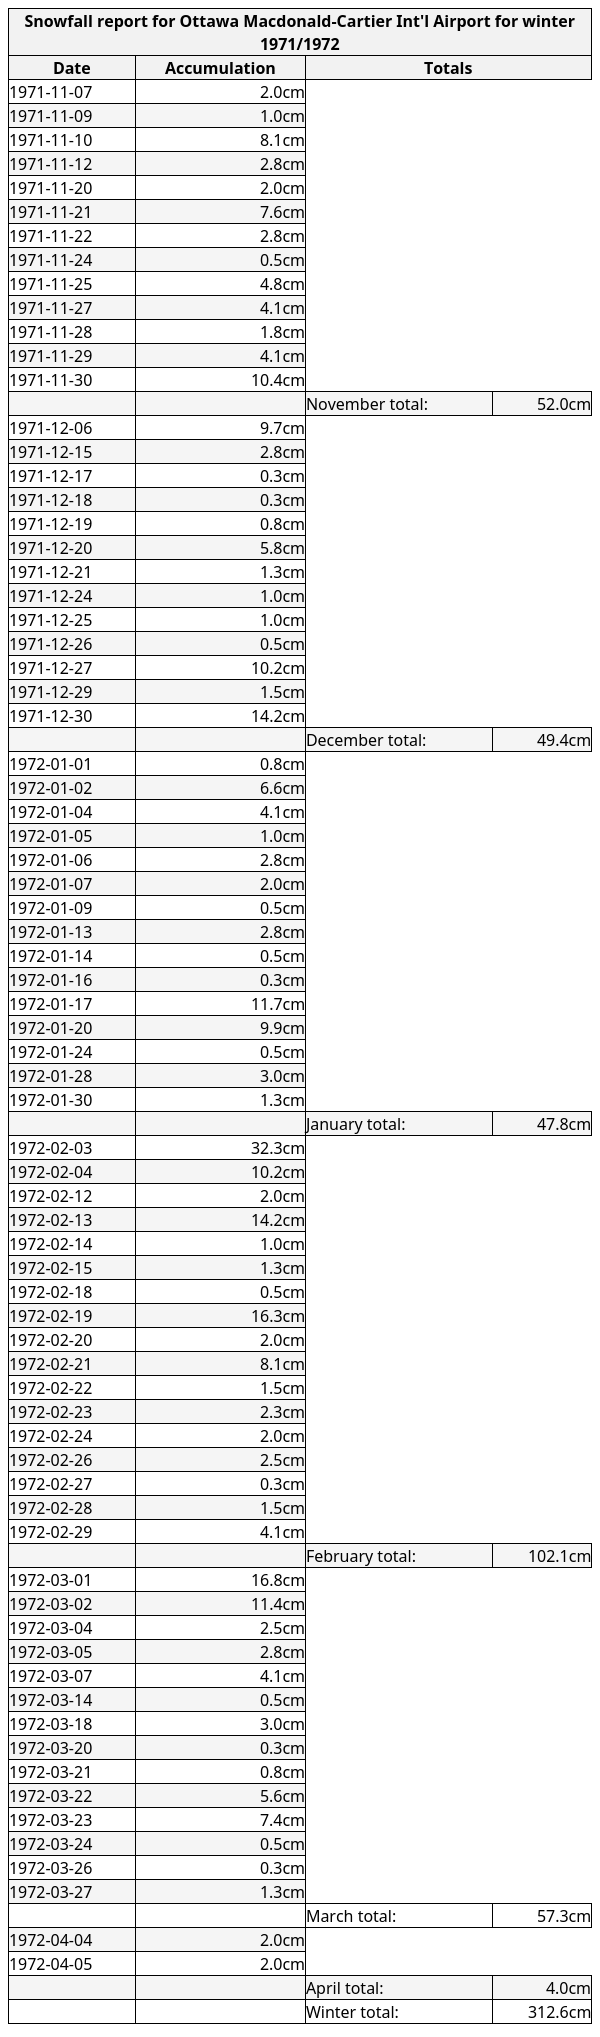 Snowfall report for Ottawa Macdonald-Cartier Int'l Airport for winter
1971/1972
Date Accumulation Totals
1971-11-07 2.0cm
1971-11-09 1.0cm
1971-11-10 8.1cm
1971-11-12 2.8cm
1971-11-20 2.0cm
1971-11-21 7.6cm
1971-11-22 2.8cm
1971-11-24 0.5cm
1971-11-25 4.8cm
1971-11-27 4.1cm
1971-11-28 1.8cm
1971-11-29 4.1cm
1971-11-30 10.4cm
November total: 52.0cm
1971-12-06 9.7cm
1971-12-15 2.8cm
1971-12-17 0.3cm
1971-12-18 0.3cm
1971-12-19 0.8cm
1971-12-20 5.8cm
1971-12-21 1.3cm
1971-12-24 1.0cm
1971-12-25 1.0cm
1971-12-26 0.5cm
1971-12-27 10.2cm
1971-12-29 1.5cm
1971-12-30 14.2cm
December total: 49.4cm
1972-01-01 0.8cm
1972-01-02 6.6cm
1972-01-04 4.1cm
1972-01-05 1.0cm
1972-01-06 2.8cm
1972-01-07 2.0cm
1972-01-09 0.5cm
1972-01-13 2.8cm
1972-01-14 0.5cm
1972-01-16 0.3cm
1972-01-17 11.7cm
1972-01-20 9.9cm
1972-01-24 0.5cm
1972-01-28 3.0cm
1972-01-30 1.3cm
January total: 47.8cm
1972-02-03 32.3cm
1972-02-04 10.2cm
1972-02-12 2.0cm
1972-02-13 14.2cm
1972-02-14 1.0cm
1972-02-15 1.3cm
1972-02-18 0.5cm
1972-02-19 16.3cm
1972-02-20 2.0cm
1972-02-21 8.1cm
1972-02-22 1.5cm
1972-02-23 2.3cm
1972-02-24 2.0cm
1972-02-26 2.5cm
1972-02-27 0.3cm
1972-02-28 1.5cm
1972-02-29 4.1cm
February total: 102.1cm
1972-03-01 16.8cm
1972-03-02 11.4cm
1972-03-04 2.5cm
1972-03-05 2.8cm
1972-03-07 4.1cm
1972-03-14 0.5cm
1972-03-18 3.0cm
1972-03-20 0.3cm
1972-03-21 0.8cm
1972-03-22 5.6cm
1972-03-23 7.4cm
1972-03-24 0.5cm
1972-03-26 0.3cm
1972-03-27 1.3cm
March total: 57.3cm
1972-04-04 2.0cm
1972-04-05 2.0cm
April total: 4.0cm
Winter total: 312.6cm